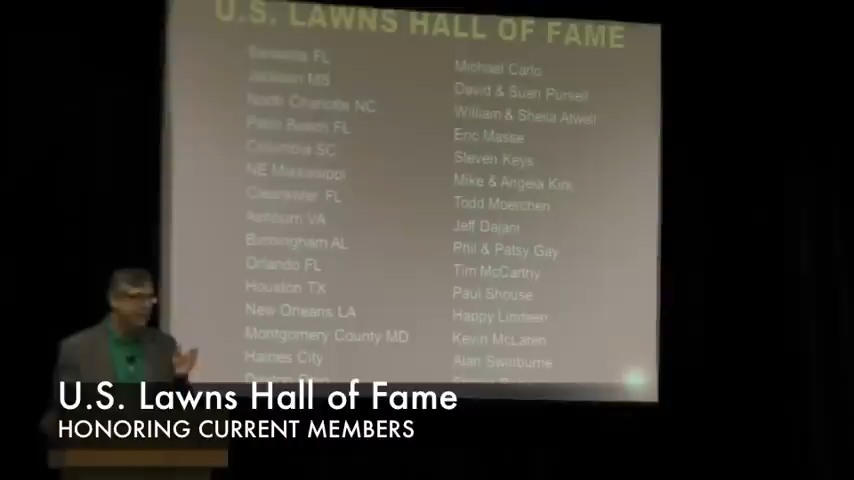 U.S. LAWNS HALL OF FAME
Sarasota FL Michael Carlo
Jackson MS David & Suen Pursell
North Charlotte NC William & Sheila Atwell
Palm Beach FL Eric Masse
Columbia SC Steven Keys
NE Mississippi Mike & Angela Kirk
Clearwater FL Todd Moerchen
Ashburn VA Jeff Dajani
Birmingham AL Phil & Patsy Gay
Orlando FL Tim McCarthy
Houston TX Paul Shouse
New Orleans LA Happy
Montgomery County MD Kevin McLaren
Haines City Alan Swinburne
U.S. Lawns Hall of Fame
HONORING CURRENT MEMBERS